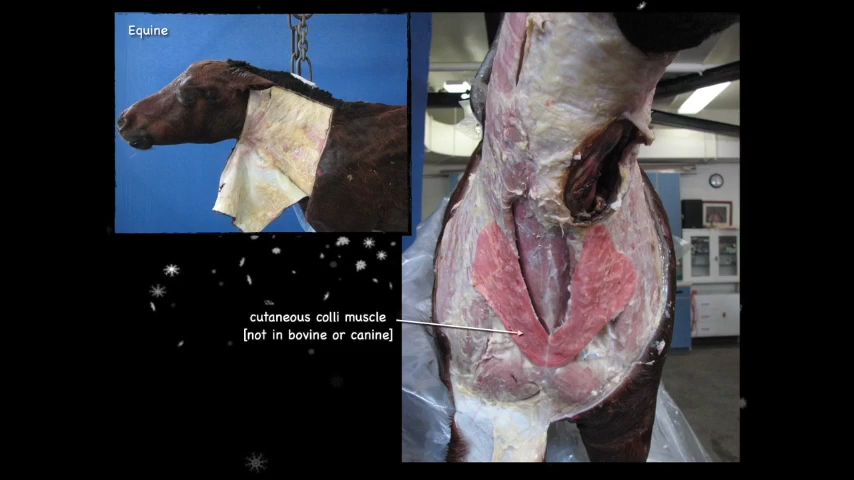 Equine
cutaneous colli muscle
[not in bovine or canine]